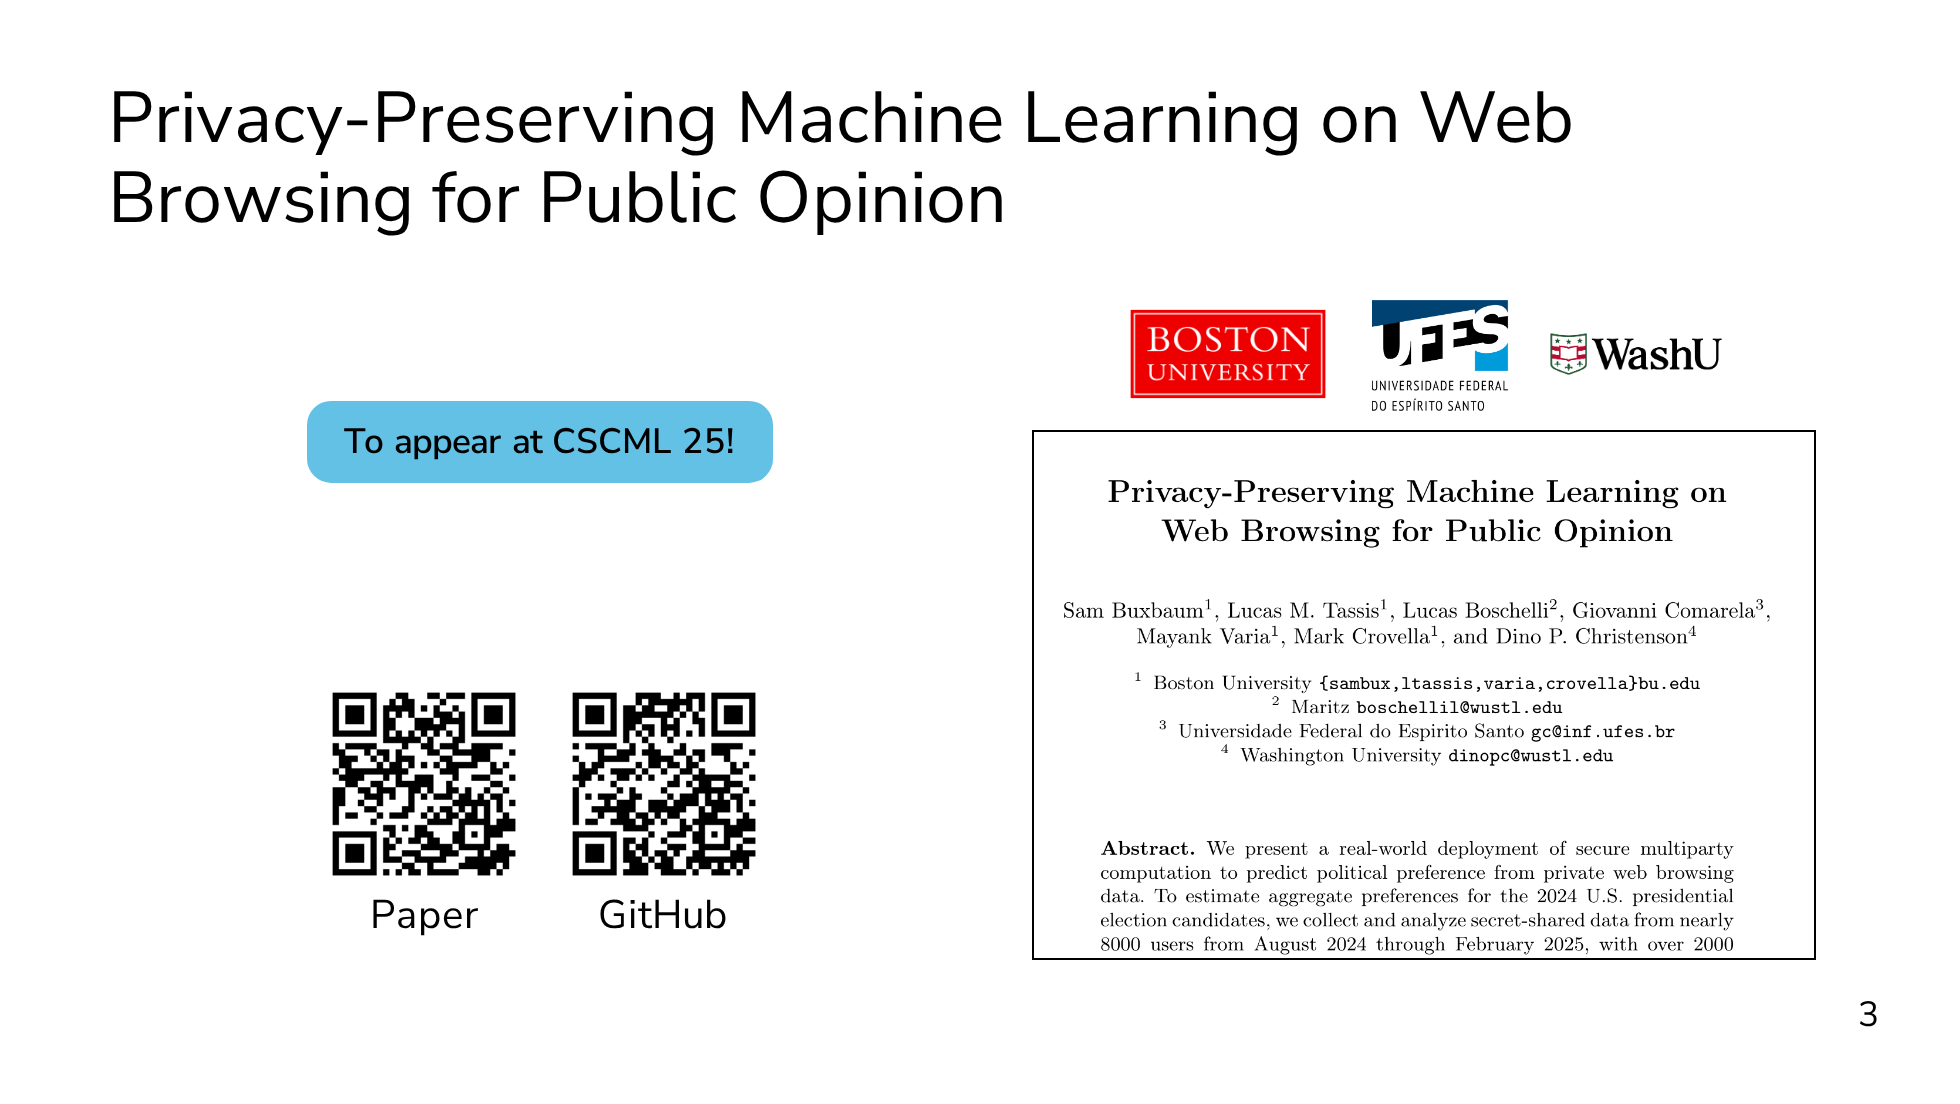 Privacy-Preserving Machine Learning on Web
Browsing for Public Opinion
To appear at CSCML 25!
Paper
GitHub
BOSTON
UNIVERSITY
UFES
UNIVERSIDADE FEDERAL
DO ESPÍRITO SANTO
WashU
Privacy-Preserving Machine Learning on
Web Browsing for Public Opinion
Sam Buxbaum1, Lucas M. Tassis1, Lucas Boschelli2, Giovanni Comarela3,
Mayank Varia1, Mark Crovella1, and Dino P. Christenson4
1 Boston University {sambux,ltassis,varia,crovella}bu.edu
2 Maritz boschellil@wustl.edu
3 Universidade Federal do Espirito Santo gc@inf.ufes.br
4 Washington University dinopc@wustl.edu
Abstract. We present a real-world deployment of secure multiparty
computation to predict political preference from private web browsing
data. To estimate aggregate preferences for the 2024 U.S. presidential
election candidates, we collect and analyze secret-shared data from nearly
8000 users from August 2024 through February 2025, with over 2000
3